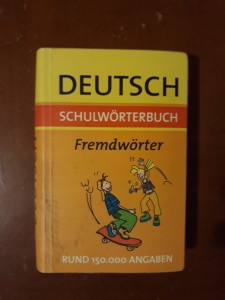 DEUTSCH
SCHULWÖRTERBUCH
Fremdwörter
RUND 150.000 ANGABEN